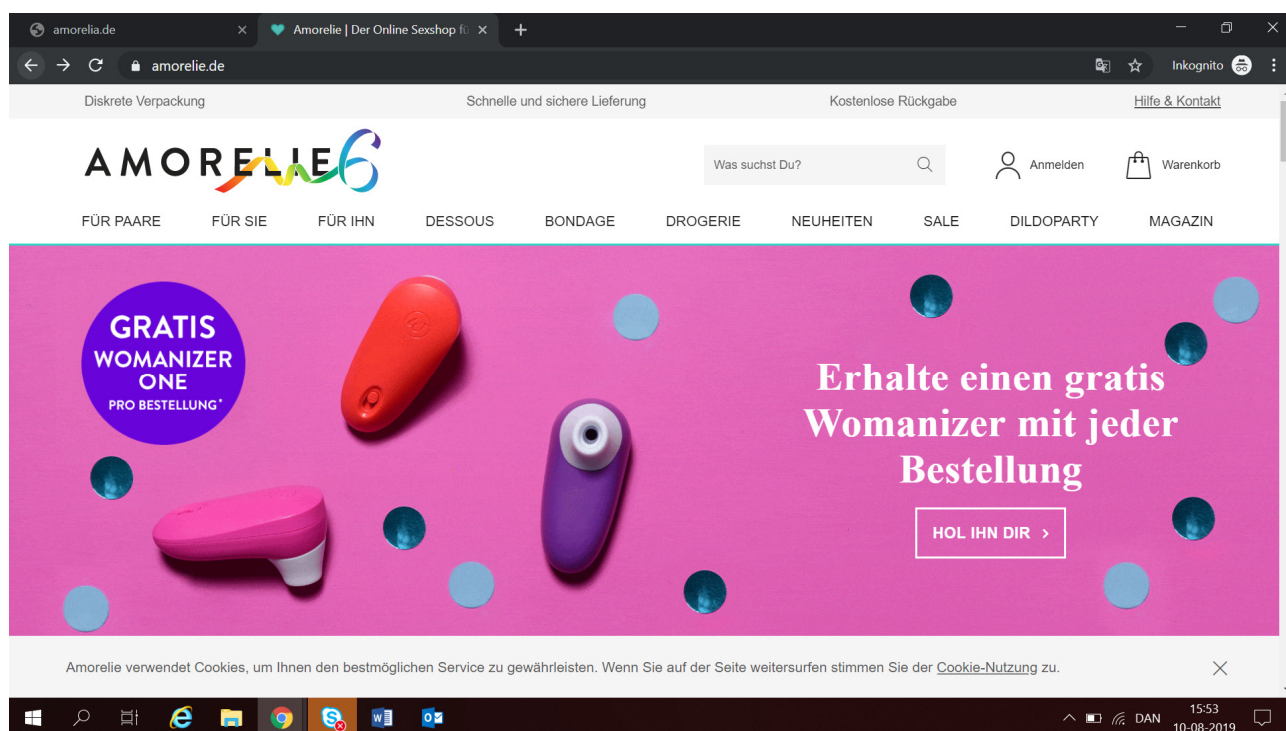 amorelia.de
Amorelie | Der Online Sexshop fü
amorelie.de
Inkognito
Diskrete Verpackung
Schnelle und sichere Lieferung
Kostenlose Rückgabe
Hilfe & Kontakt
AMORELIE6
Was suchst Du?
Anmelden
Warenkorb
FÜR PAARE
FÜR SIE
FÜR IHN
DESSOUS
BONDAGE
DROGERIE
NEUHEITEN
SALE
DILDOPARTY
MAGAZIN
GRATIS
WOMANIZER
ONE
PRO BESTELLUNG*
Erhalte einen gratis
Womanizer mit jeder
Bestellung
HOL IHN DIR >
Amorelie verwendet Cookies, um Ihnen den bestmöglichen Service zu gewährleisten. Wenn Sie auf der Seite weitersurfen stimmen Sie der Cookie-Nutzung zu.
DAN
15:53
10-08-2019